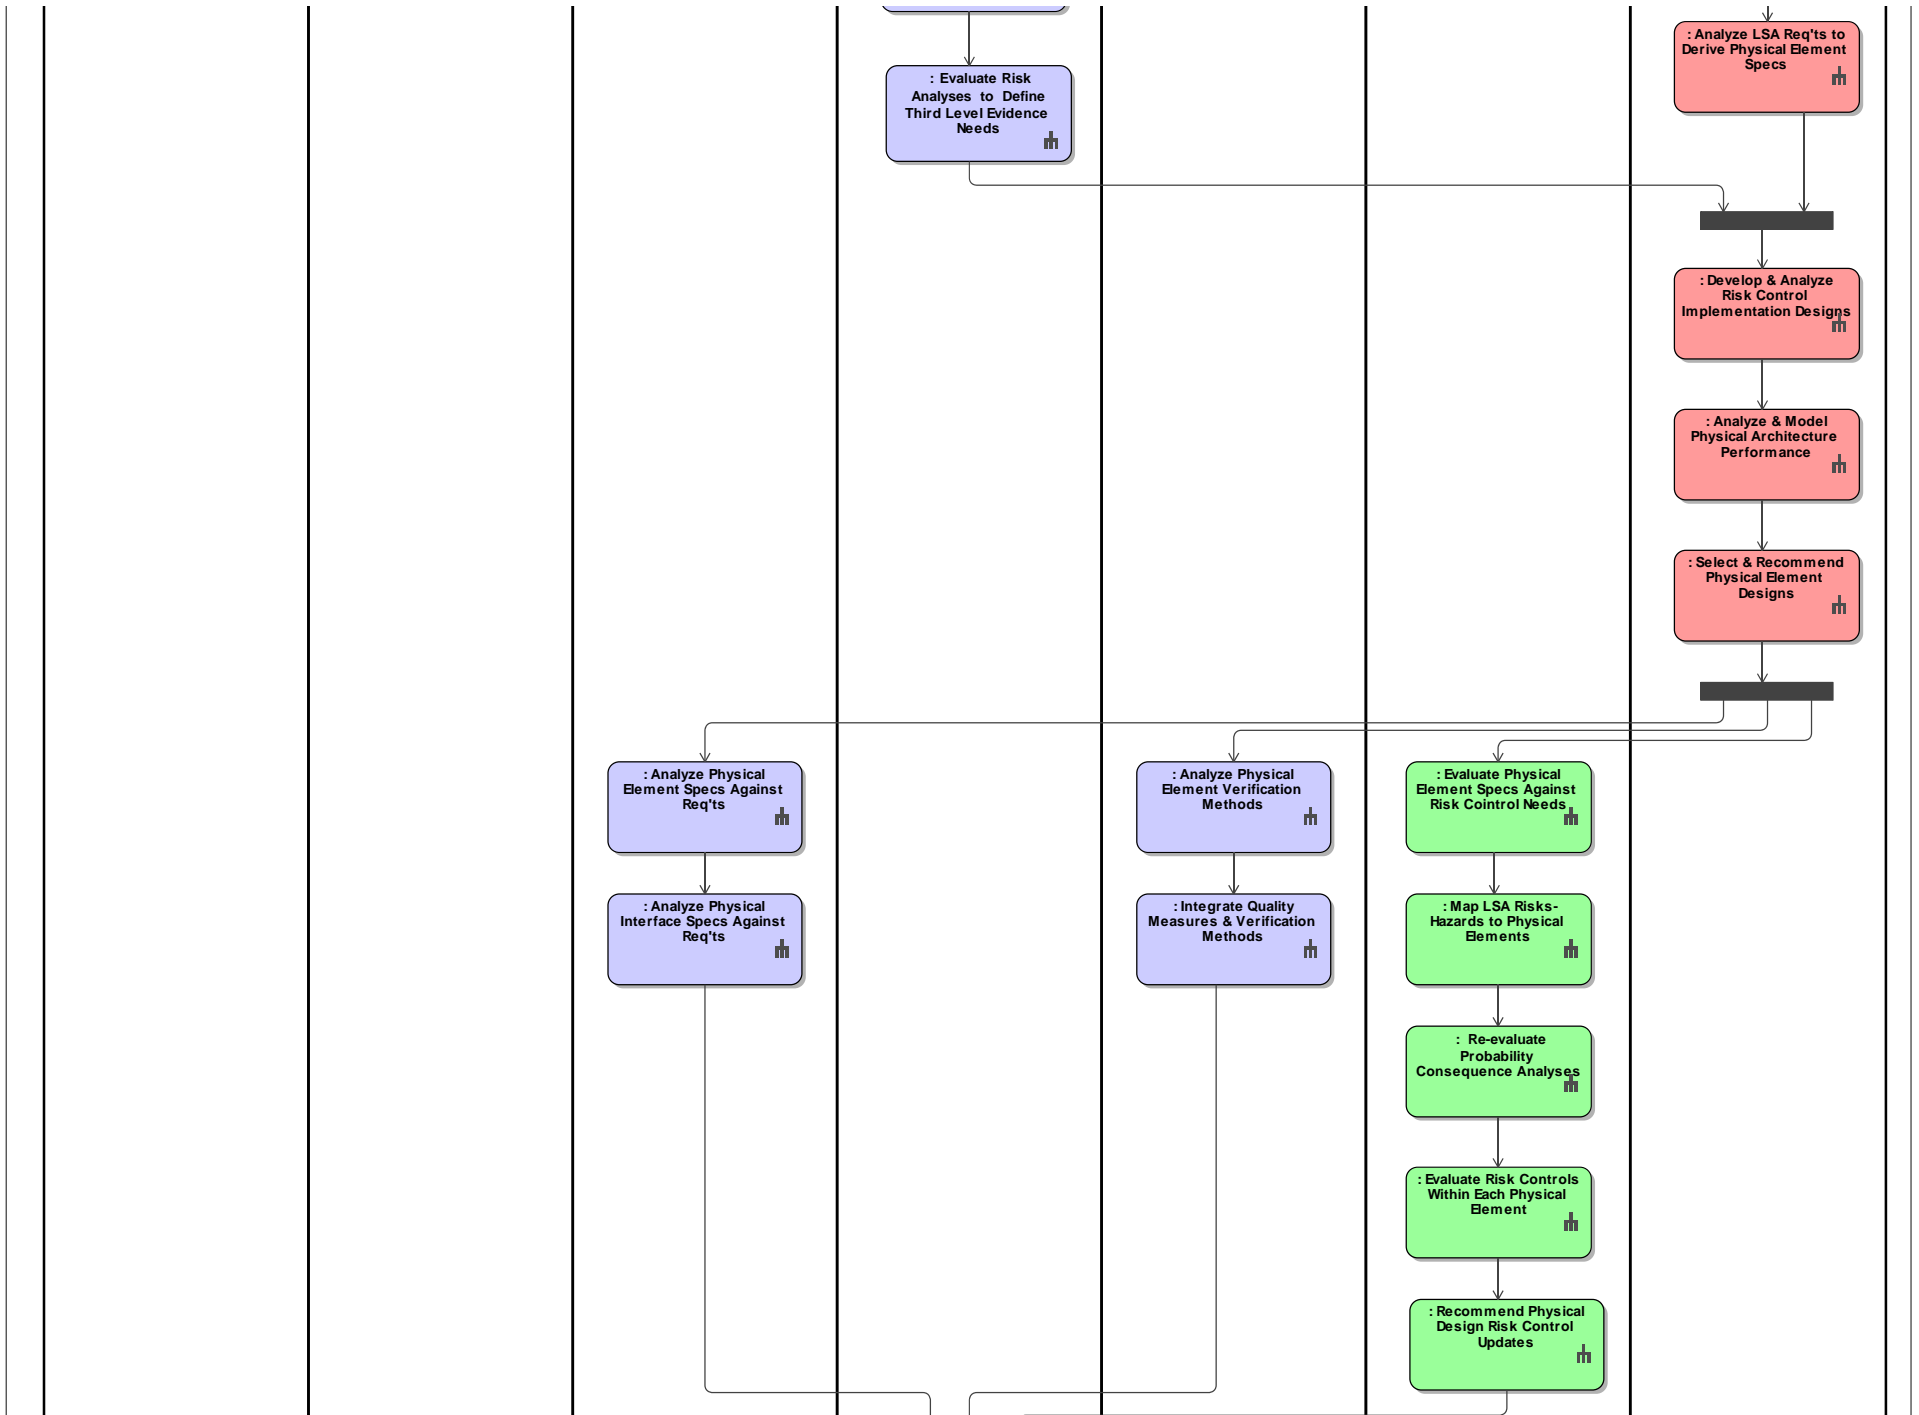 : Analyze LSA Req'ts to
Derive Physical Element
Specs
: Evaluate Risk
Analyses to Define
Third Level Evidence
Needs
: Develop & Analyze
Risk Control
Implementation Designs
: Analyze & Model
Physical Architecture
Performance
: Select & Recommend
Physical Element
Designs
: Analyze Physical
Element Specs Against
Req'ts
: Analyze Physical
Element Verification
Methods
: Evaluate Physical
Element Specs Against
Risk Cointrol Needs
: Analyze Physical
Interface Specs Against
Req'ts
: Integrate Quality
Measures & Verification
Methods
: Map LSA Risks-
Hazards to Physical
Elements
: Re-evaluate
Probability
Consequence Analyses
: Evaluate Risk Controls
Within Each Physical
Element
: Recommend Physical
Design Risk Control
Updates